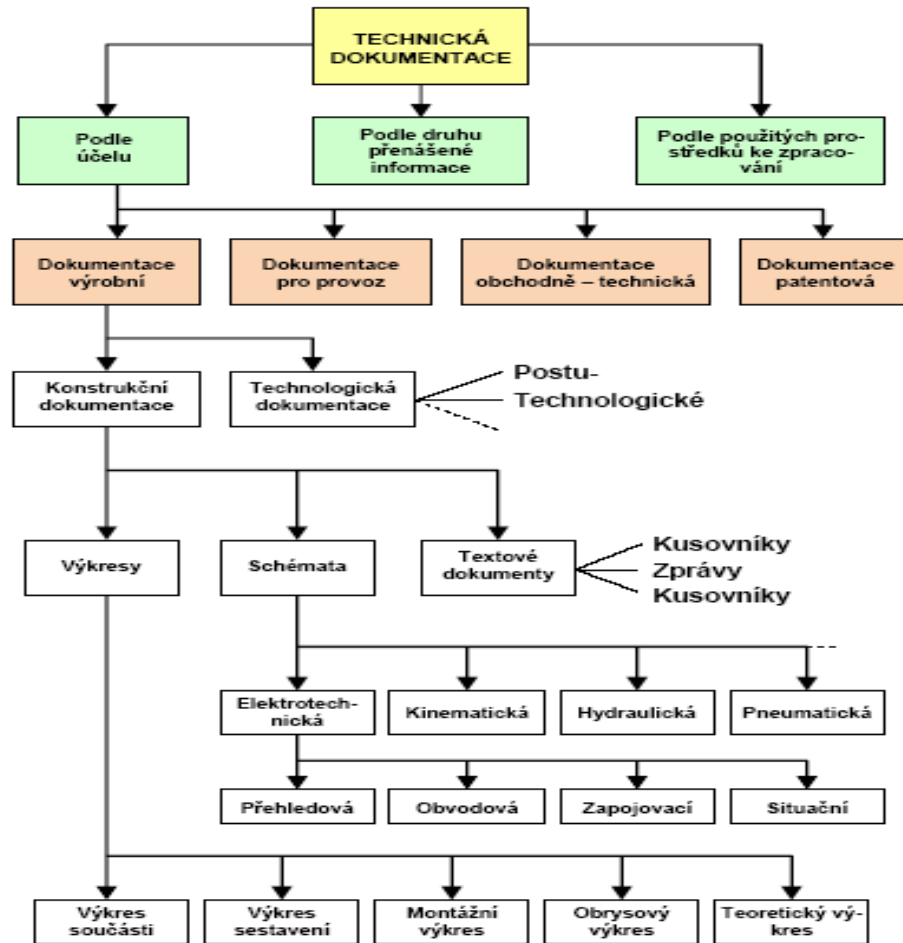 TECHNICKÁ
DOKUMENTACE
Podle
účelu
Podle druhu
přenášené
informace
Podle použitých pro-
středků ke zpraco-
vání
Dokumentace
výrobní
Dokumentace
pro provoz
Dokumentace
obchodně – technická
Dokumentace
patentová
Konstrukční
dokumentace
Technologická
dokumentace
Postu-
Technologické
Výkresy
Schémata
Textové
dokumenty
Kusovníky
Zprávy
Kusovníky
Elektrotech-
nická
Kinematická
Hydraulická
Pneumatická
Přehledová
Obvodová
Zapojovací
Situační
Výkres
součásti
Výkres
sestavení
Montážní
výkres
Obrysový
výkres
Teoretický vý-
kres